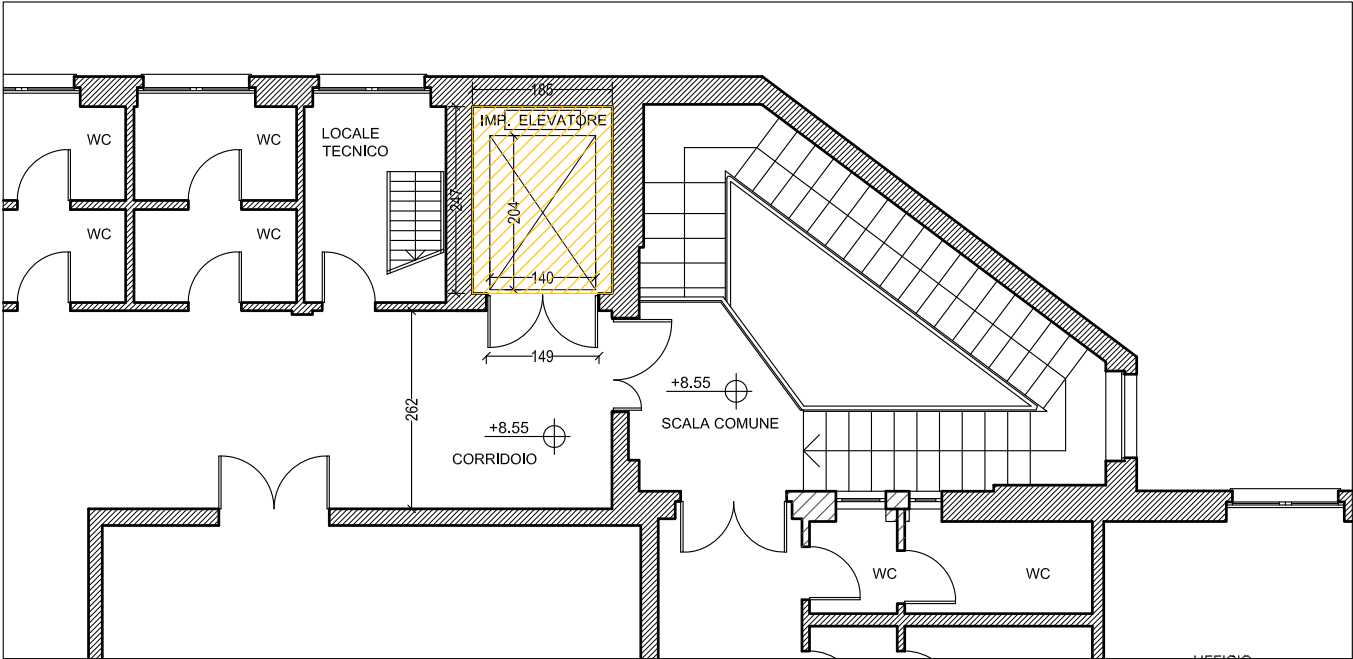 185
IMP. ELEVATORE
WC
WC
LOCALE
TECNICO
247
204
WC
WC
140
149
262
+8.55
SCALA COMUNE
+8.55
CORRIDOIO
WC
WC
UFFICIO